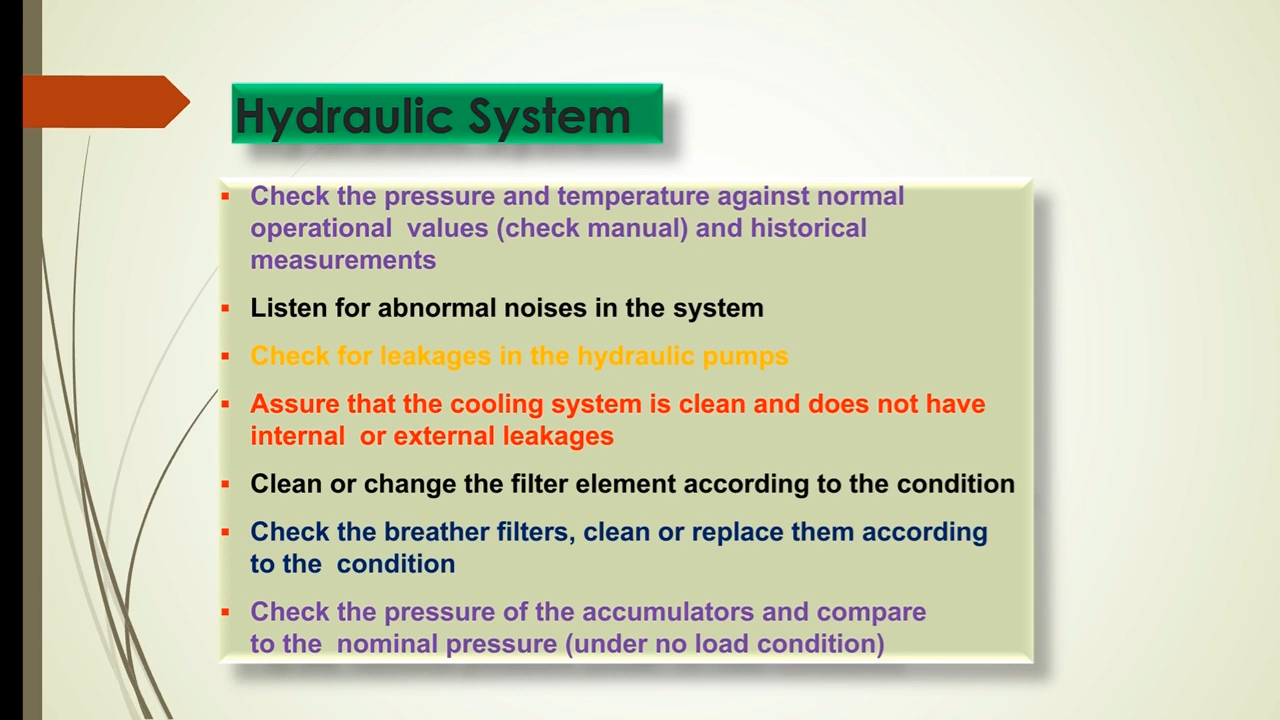 Hydraulic System
▪ Check the pressure and temperature against normal
operational  values (check manual) and historical
measurements
▪ Listen for abnormal noises in the system
▪ Check for leakages in the hydraulic pumps
▪ Assure that the cooling system is clean and does not have
internal  or external leakages
▪ Clean or change the filter element according to the condition
▪ Check the breather filters, clean or replace them according
to the  condition
▪ Check the pressure of the accumulators and compare
to the  nominal pressure (under no load condition)